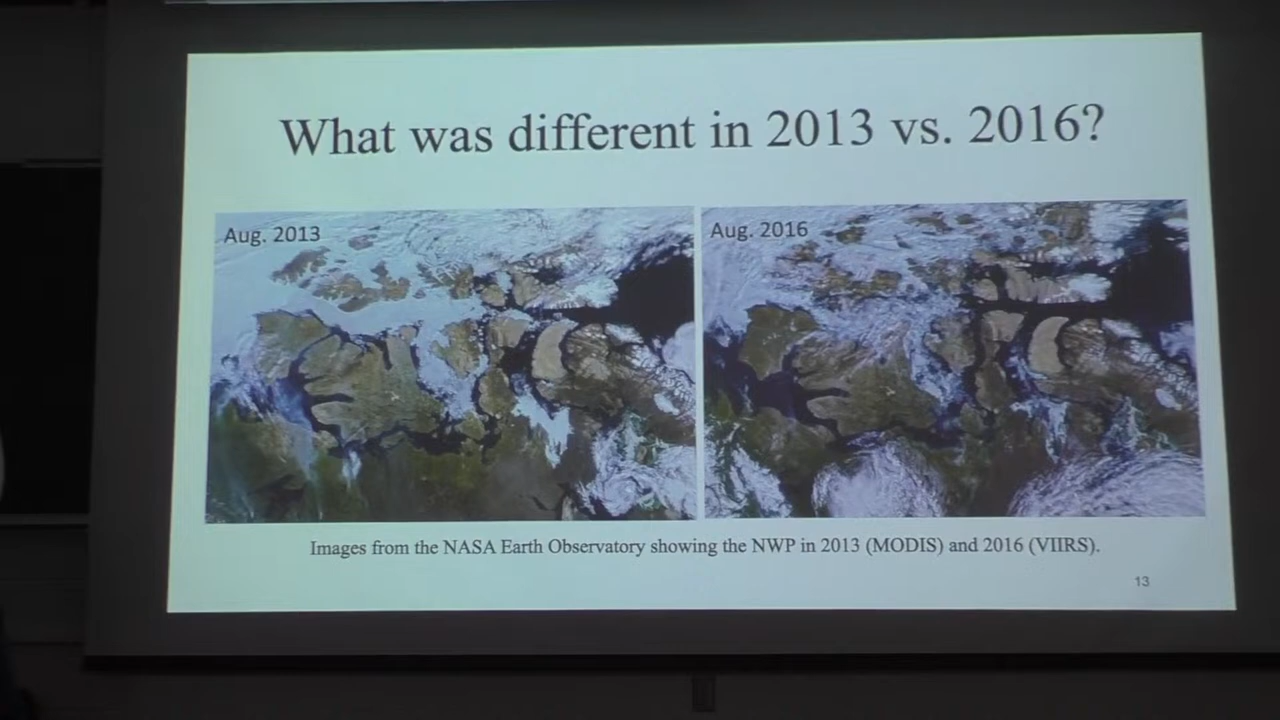 What was different in 2013 vs. 2016?
Aug. 2013
Aug. 2016
Images from the NASA Earth Observatory showing the NWP in 2013 (MODIS) and 2016 (VIIRS).
13